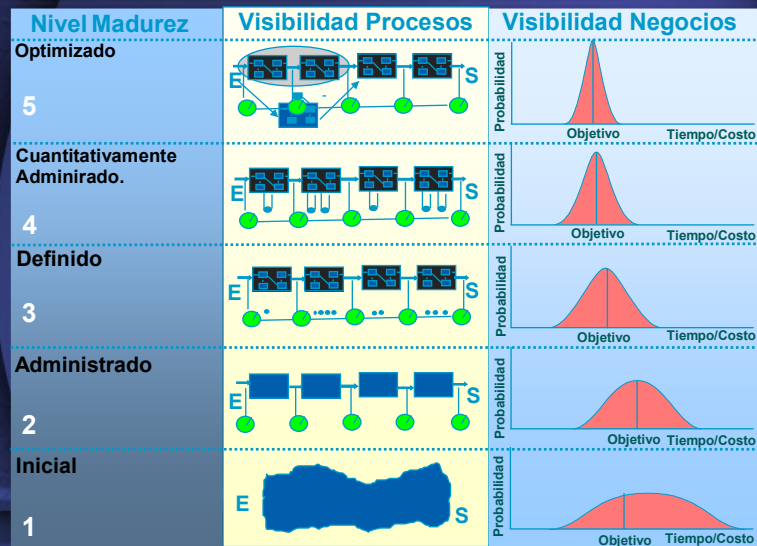 Nivel Madurez
Visibilidad Procesos
Visibilidad Negocios
Optimizado
5
E
S
Probabilidad
Objetivo
Tiempo/Costo
Cuantitativamente
Adminirado.
4
E
S
Probabilidad
Objetivo
Tiempo/Costo
Definido
3
E
S
Probabilidad
Objetivo
Tiempo/Costo
Administrado
2
E
S
Probabilidad
Objetivo
Tiempo/Costo
Inicial
1
E
S
Probabilidad
Objetivo
Tiempo/Costo